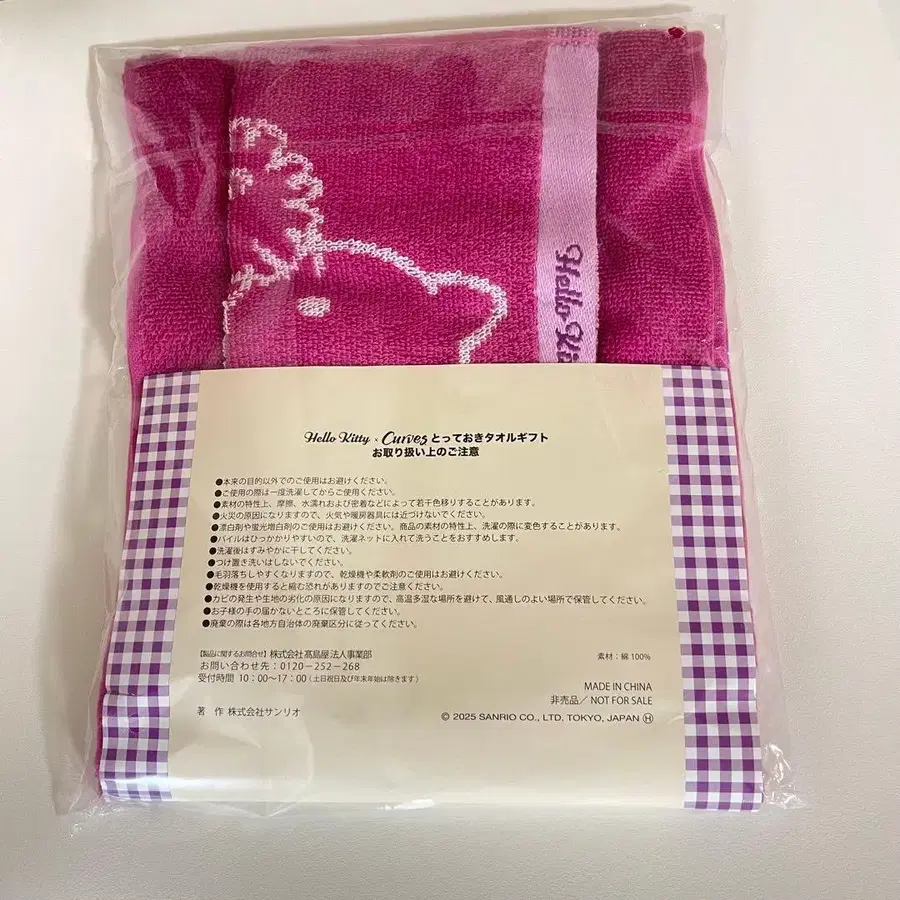 Hello Ki
Hello Kitty × Curves とっておきタオルギフト
お取り扱い上のご注意
●本来の目的以外でのご使用はお避けください。
●ご使用の際は一度洗濯してからご使用ください。
●素材の特性上、摩擦、水濡れおよび密着などによって若干色移りすることがあります。
●火災の原因になりますので、火気や暖房器具には近づけないでください。
●漂白剤や蛍光増白剤のご使用はお避けください。商品の素材の特性上、洗濯の際に変色することがあります。
●パイルはひっかかりやすいので、洗濯ネットに入れて洗うことをおすすめします。
●洗濯後はすみやかに干してください。
●つけ置き洗いはしないでください。
●毛羽落ちしやすくなりますので、乾燥機や柔軟剤のご使用はお避けください。
●乾燥機を使用すると縮む恐れがありますのでご注意ください。
●カビの発生や生地の劣化の原因になりますので、高温多湿な場所を避けて、風通しのよい場所で保管してください。
●お子様の手の届かないところに保管してください。
●廃棄の際は各地方自治体の廃棄区分に従ってください。
【製品に関するお問合せ】株式会社髙島屋 法人事業部
お問い合わせ先：0120-252-268
受付時間 10：00〜17：00（土日祝日及び年末年始は除きます）
著 作 株式会社サンリオ
素材：綿 100%
MADE IN CHINA
非売品／ NOT FOR SALE
© 2025 SANRIO CO., LTD. TOKYO, JAPAN Ⓗ